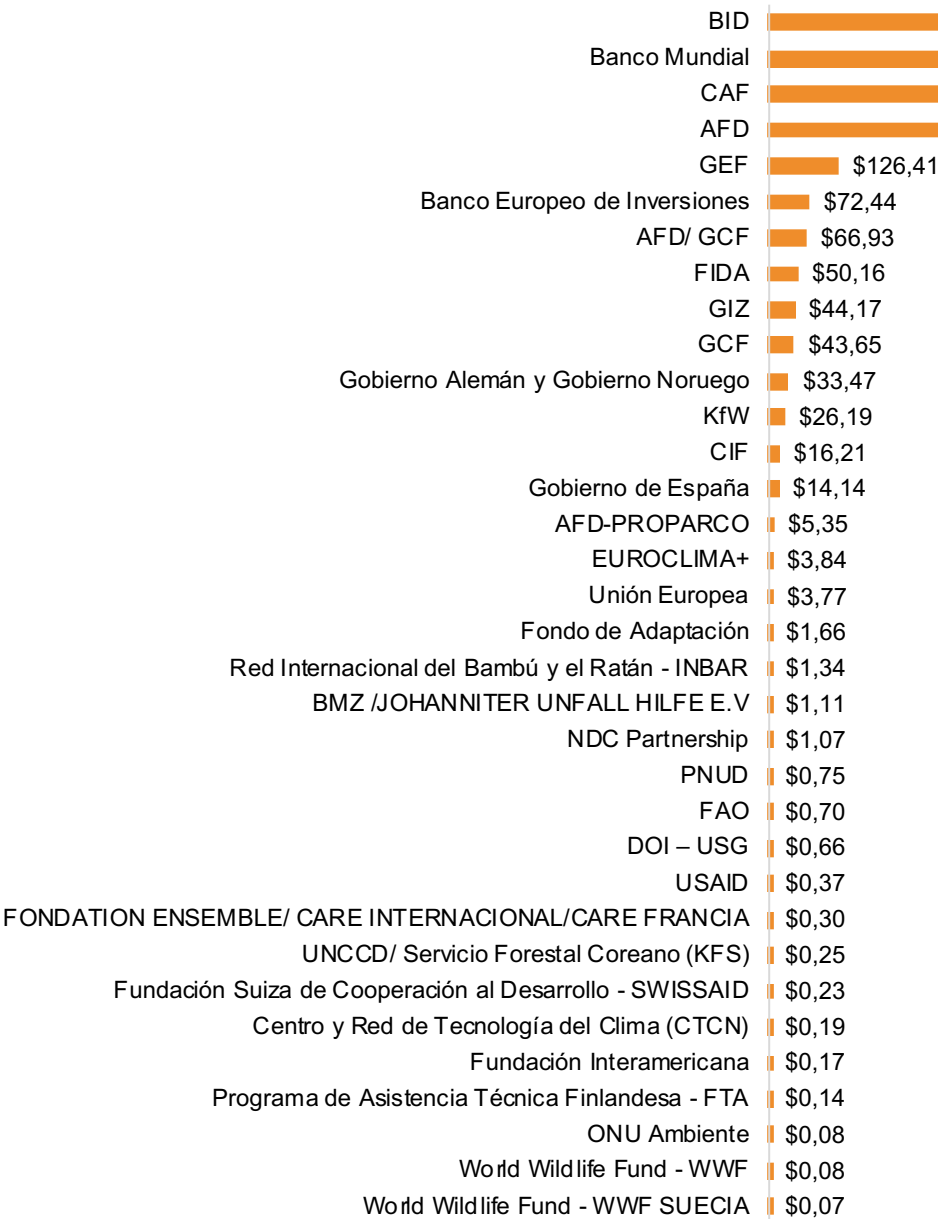 BID
Banco Mundial
CAF
AFD
GEF $126,41
Banco Europeo de Inversiones $72,44
AFD/ GCF $66,93
FIDA $50,16
GIZ $44,17
GCF $43,65
Gobierno Alemán y Gobierno Noruego $33,47
KfW $26,19
CIF $16,21
Gobierno de España $14,14
AFD-PROPARCO $5,35
EUROCLIMA+ $3,84
Unión Europea $3,77
Fondo de Adaptación $1,66
Red Internacional del Bambú y el Ratán - INBAR $1,34
BMZ /JOHANNITER UNFALL HILFE E.V $1,11
NDC Partnership $1,07
PNUD $0,75
FAO $0,70
DOI – USG $0,66
USAID $0,37
FONDATION ENSEMBLE/ CARE INTERNACIONAL/CARE FRANCIA $0,30
UNCCD/ Servicio Forestal Coreano (KFS) $0,25
Fundación Suiza de Cooperación al Desarrollo - SWISSAID $0,23
Centro y Red de Tecnología del Clima (CTCN) $0,19
Fundación Interamericana $0,17
Programa de Asistencia Técnica Finlandesa - FTA $0,14
ONU Ambiente $0,08
World Wildlife Fund - WWF $0,08
World Wildlife Fund - WWF SUECIA $0,07